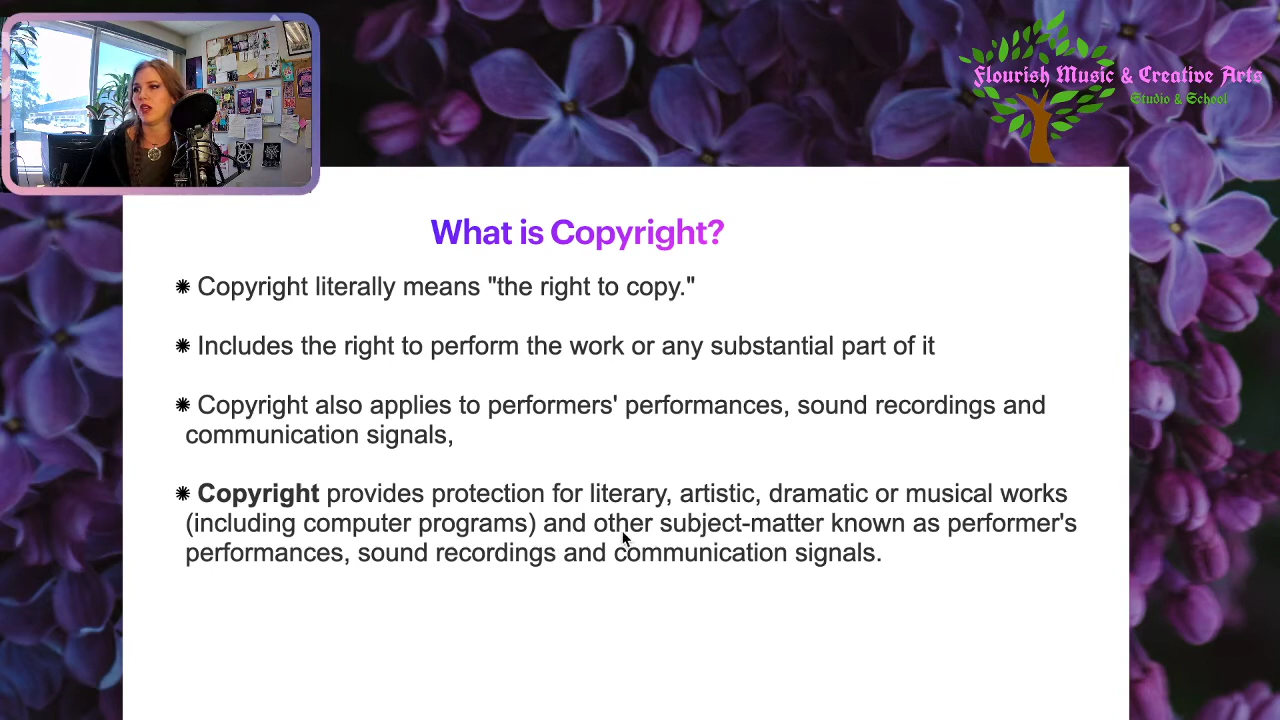 Flourish Music & Creative Arts
Studio & School
What is Copyright?
Copyright literally means "the right to copy."
Includes the right to perform the work or any substantial part of it
Copyright also applies to performers' performances, sound recordings and
communication signals,
Copyright provides protection for literary, artistic, dramatic or musical works
(including computer programs) and other subject-matter known as performer's
performances, sound recordings and communication signals.